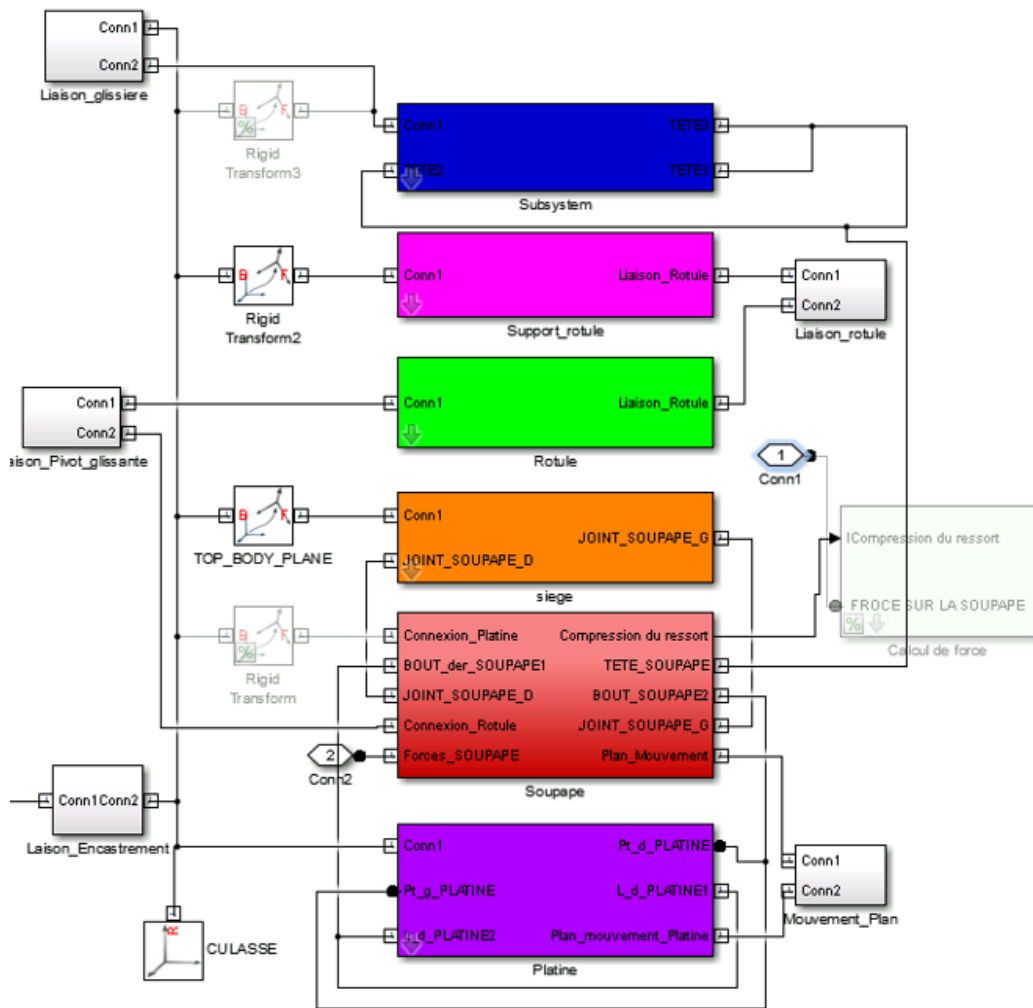 Conn1
Conn2
Liaison_glissiere
B
%
F
Rigid
Transform3
Conn1
TETE3
TETE2
TETE1
Subsystem
B
F
Rigid
Transform2
Conn1
Liaison_Rotule
Support_rotule
Conn1
Conn2
Liaison_rotule
Conn1
Conn2
aison_Pivot_glissante
Conn1
Liaison_Rotule
Rotule
1
Conn1
B
F
TOP_BODY_PLANE
Conn1
JOINT_SOUPAPE_G
JOINT_SOUPAPE_D
siege
ICompression du ressort
FROCE SUR LA SOUPAPE
%
Calcul de force
B
%
F
Rigid
Transform
Connexion_Platine
Compression du ressort
BOUT_der_SOUPAPE1
TETE_SOUPAPE
JOINT_SOUPAPE_D
BOUT_SOUPAPE2
Connexion_Rotule
JOINT_SOUPAPE_G
Forces_SOUPAPE
Plan_Mouvement
Soupape
2
Conn2
Conn1Conn2
Laison_Encastrement
Conn1
Pt_d_PLATINE
Pt_g_PLATINE
L_d_PLATINE1
L_d_PLATINE2
Plan_mouvement_Platine
Platine
Conn1
Conn2
Mouvement_Plan
R
CULASSE